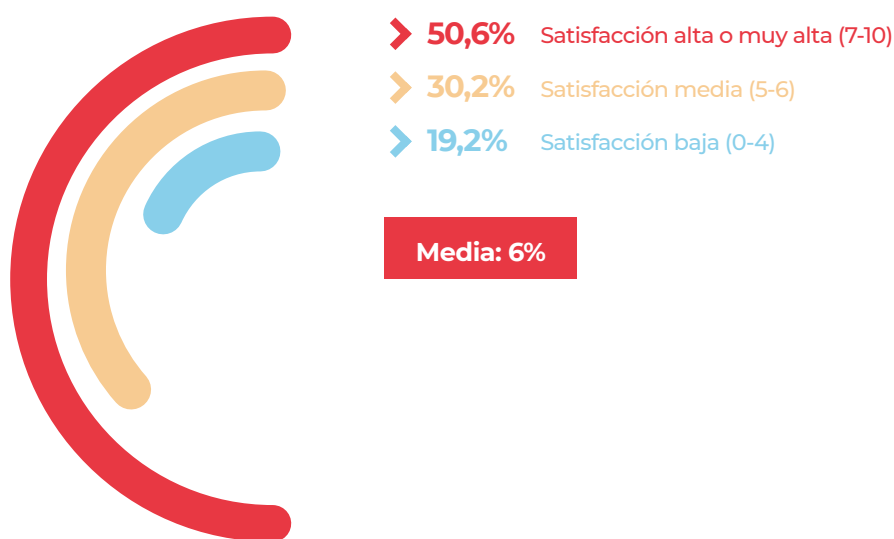 50,6% Satisfacción alta o muy alta (7-10)
30,2% Satisfacción media (5-6)
19,2% Satisfacción baja (0-4)
Media: 6%